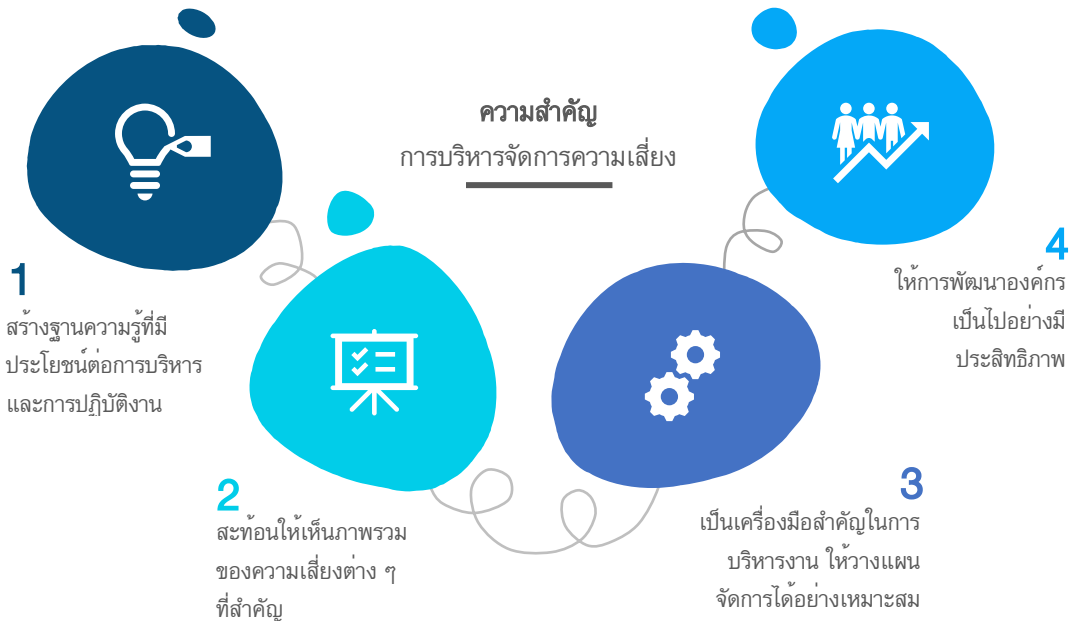 ความสำคัญ
การบริหารจัดการความเสี่ยง
1
สร้างฐานความรู้ที่มี
ประโยชน์ต่อการบริหาร
และการปฏิบัติงาน
2
สะท้อนให้เห็นภาพรวม
ของความเสี่ยงต่าง ๆ
ที่สำคัญ
3
เป็นเครื่องมือสำคัญในการ
บริหารงาน ให้วางแผน
จัดการได้อย่างเหมาะสม
4
ให้การพัฒนาองค์กร
เป็นไปอย่างมี
ประสิทธิภาพ